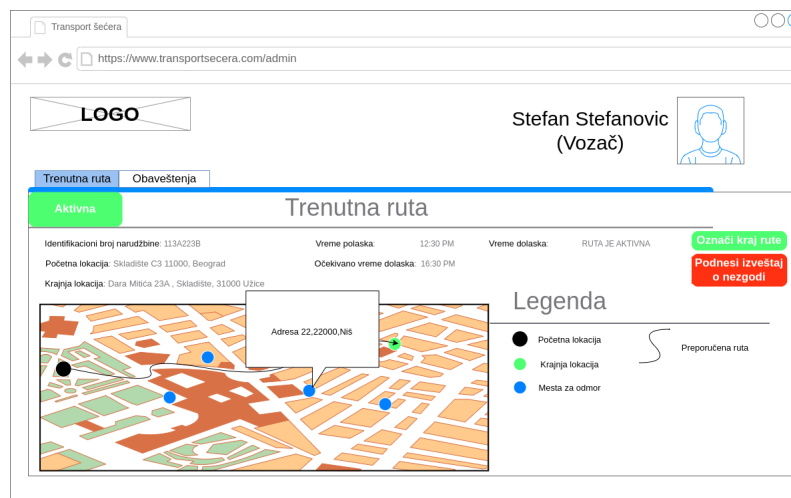 Transport šećera
https://www.transportsecera.com/admin
LOGO
Stefan Stefanovic
(Vozač)
Trenutna ruta
Obaveštenja
Aktivna
Trenutna ruta
Identifikacioni broj narudžbine: 113A223B
Vreme polaska: 12:30 PM
Vreme dolaska: RUTA JE AKTIVNA
Označi kraj rute
Početna lokacija: Skladište C3 11000, Beograd
Očekivano vreme dolaska: 16:30 PM
Podnesi izveštaj
o nezgodi
Krajnja lokacija: Dara Mitića 23A , Skladište, 31000 Užice
Legenda
Adresa 22,22000,Niš
Početna lokacija
Krajnja lokacija
Mesta za odmor
Preporučena ruta